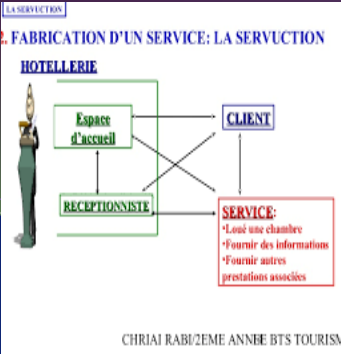 LA SERVUCTION
2. FABRICATION D'UN SERVICE: LA SERVUCTION
HOTELLERIE
Espace
d'accueil
CLIENT
RECEPTIONNISTE
SERVICE:
•Loué une chambre
•Fournir des informations
•Fournir autres
prestations associées
CHRIAI RABI/2EME ANNEE BTS TOURISM